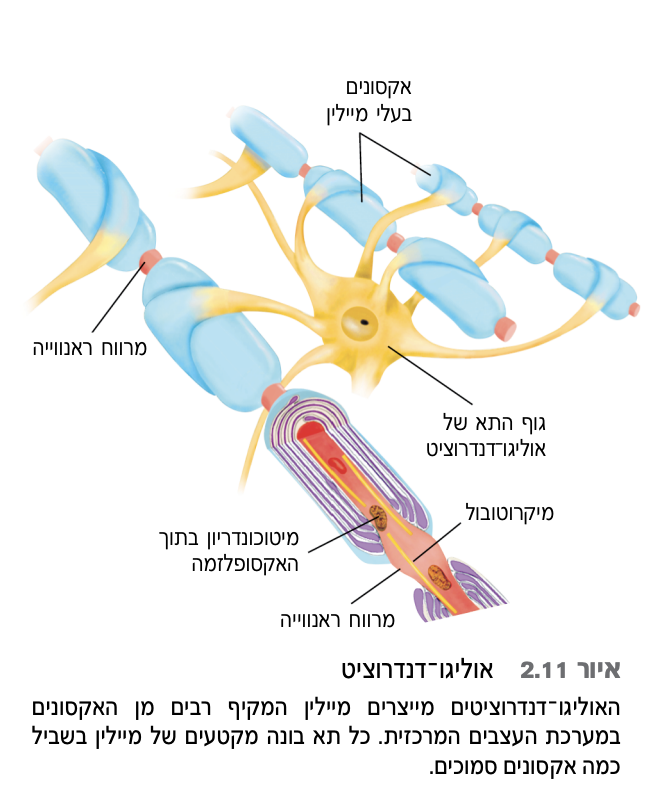 אקסונים
בעלי מיילין
מרווח ראנווייה
גוף התא של
אוליגו־דנדרוציט
מיקרוטובול
מיטוכונדריון בתוך
האקסופלזמה
מרווח ראנווייה
איור 2.11 אוליגו־דנדרוציט
האוליגו־דנדרוציטים מייצרים מיילין המקיף רבים מן האקסונים
במערכת העצבים המרכזית. כל תא בונה מקטעים של מיילין בשביל
כמה אקסונים סמוכים.